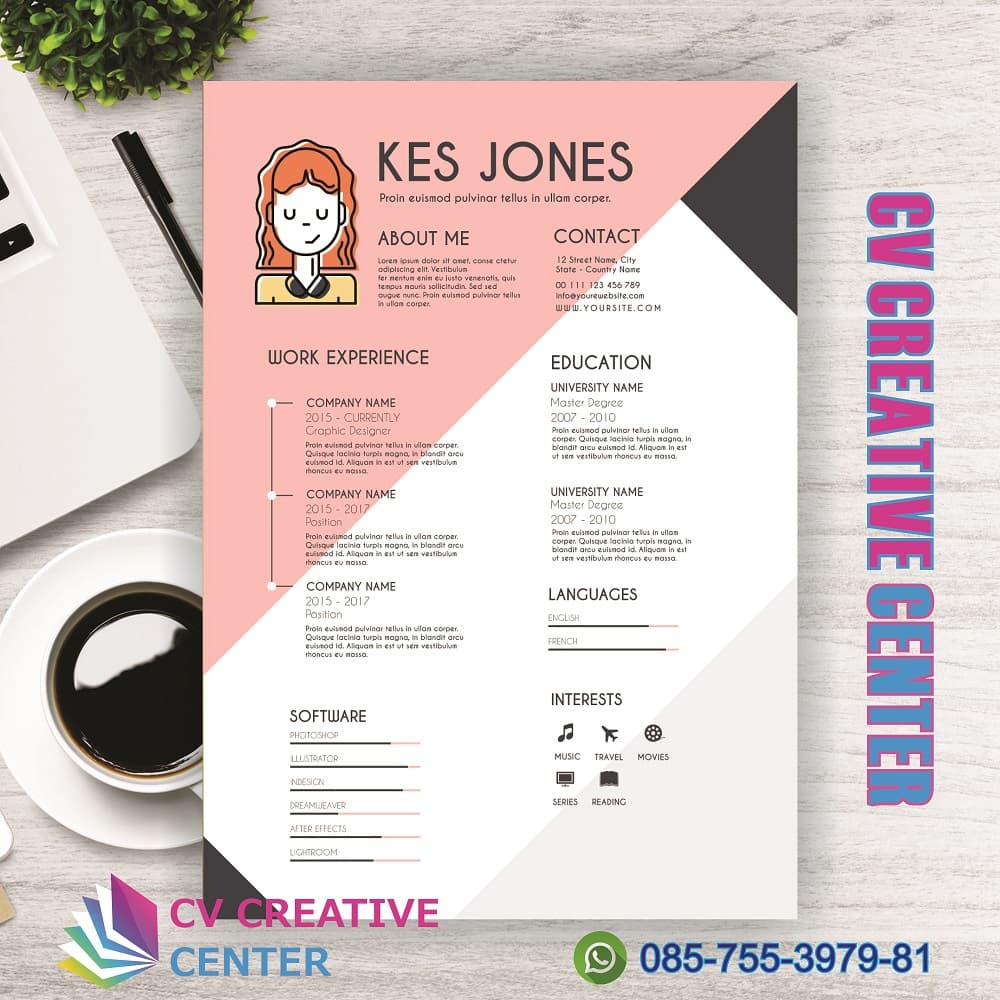 KES JONES
Proin euismod pulvinar tellus in ullam corper.
ABOUT ME
Lorem ipsum dolor sit amet, conse ctetur
adipiscing elit. Vestibulum
fer mentum enim eu justo venenatis, quis
tempus mauris sollicitudin. Sed sed
augue nunc. Proin eu ismod tellus in ullam
corper.
CONTACT
12 Street Name, City
State - Country Name
00 111 123 456 789
info@yourewebsite.com
WWW.YOURSITE.COM
WORK EXPERIENCE
COMPANY NAME
2015 - CURRENTLY
Graphic Designer
Proin euismod pulvinar tellus in ullam corper.
Quisque lacinia turpis magna, in blandit arcu
euismod id. Aliquam in est ut sem vestibulum
rhoncus eu massa.
COMPANY NAME
2015 - 2017
Position
Proin euismod pulvinar tellus in ullam corper.
Quisque lacinia turpis magna, in blandit arcu
euismod id. Aliquam in est ut sem vestibulum
rhoncus eu massa.
COMPANY NAME
2015 - 2017
Position
Proin euismod pulvinar tellus in ullam corper.
Quisque lacinia turpis magna, in blandit arcu
euismod id. Aliquam in est ut sem vestibulum
rhoncus eu massa.
SOFTWARE
PHOTOSHOP
ILLUSTRATOR
INDESIGN
DREAMWEAVER
AFTER EFFECTS
LIGHTROOM
EDUCATION
UNIVERSITY NAME
Master Degree
2007 - 2010
Proin euismod pulvinar tellus in ullam
corper. Quisque lacinia turpis magna, in
blandit arcu euismod id. Aliquam in est
ut sem vestibulum rhoncus eu massa.
UNIVERSITY NAME
Master Degree
2007 - 2010
Proin euismod pulvinar tellus in ullam
corper. Quisque lacinia turpis magna, in
blandit arcu euismod id. Aliquam in est
ut sem vestibulum rhoncus eu massa.
LANGUAGES
ENGLISH
FRENCH
INTERESTS
MUSIC TRAVEL MOVIES
SERIES READING
CV CREATIVE CENTER
CV CREATIVE
CENTER
085-755-3979-81